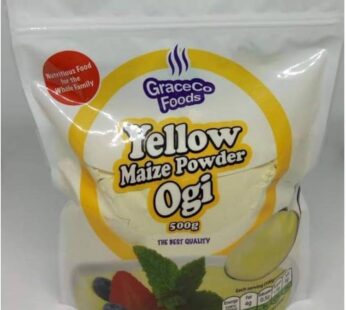 Nutritious Food
for the
Whole Family
GraceCo
Foods
Yellow
Maize Powder
Ogi
500g
THE BEST QUALITY